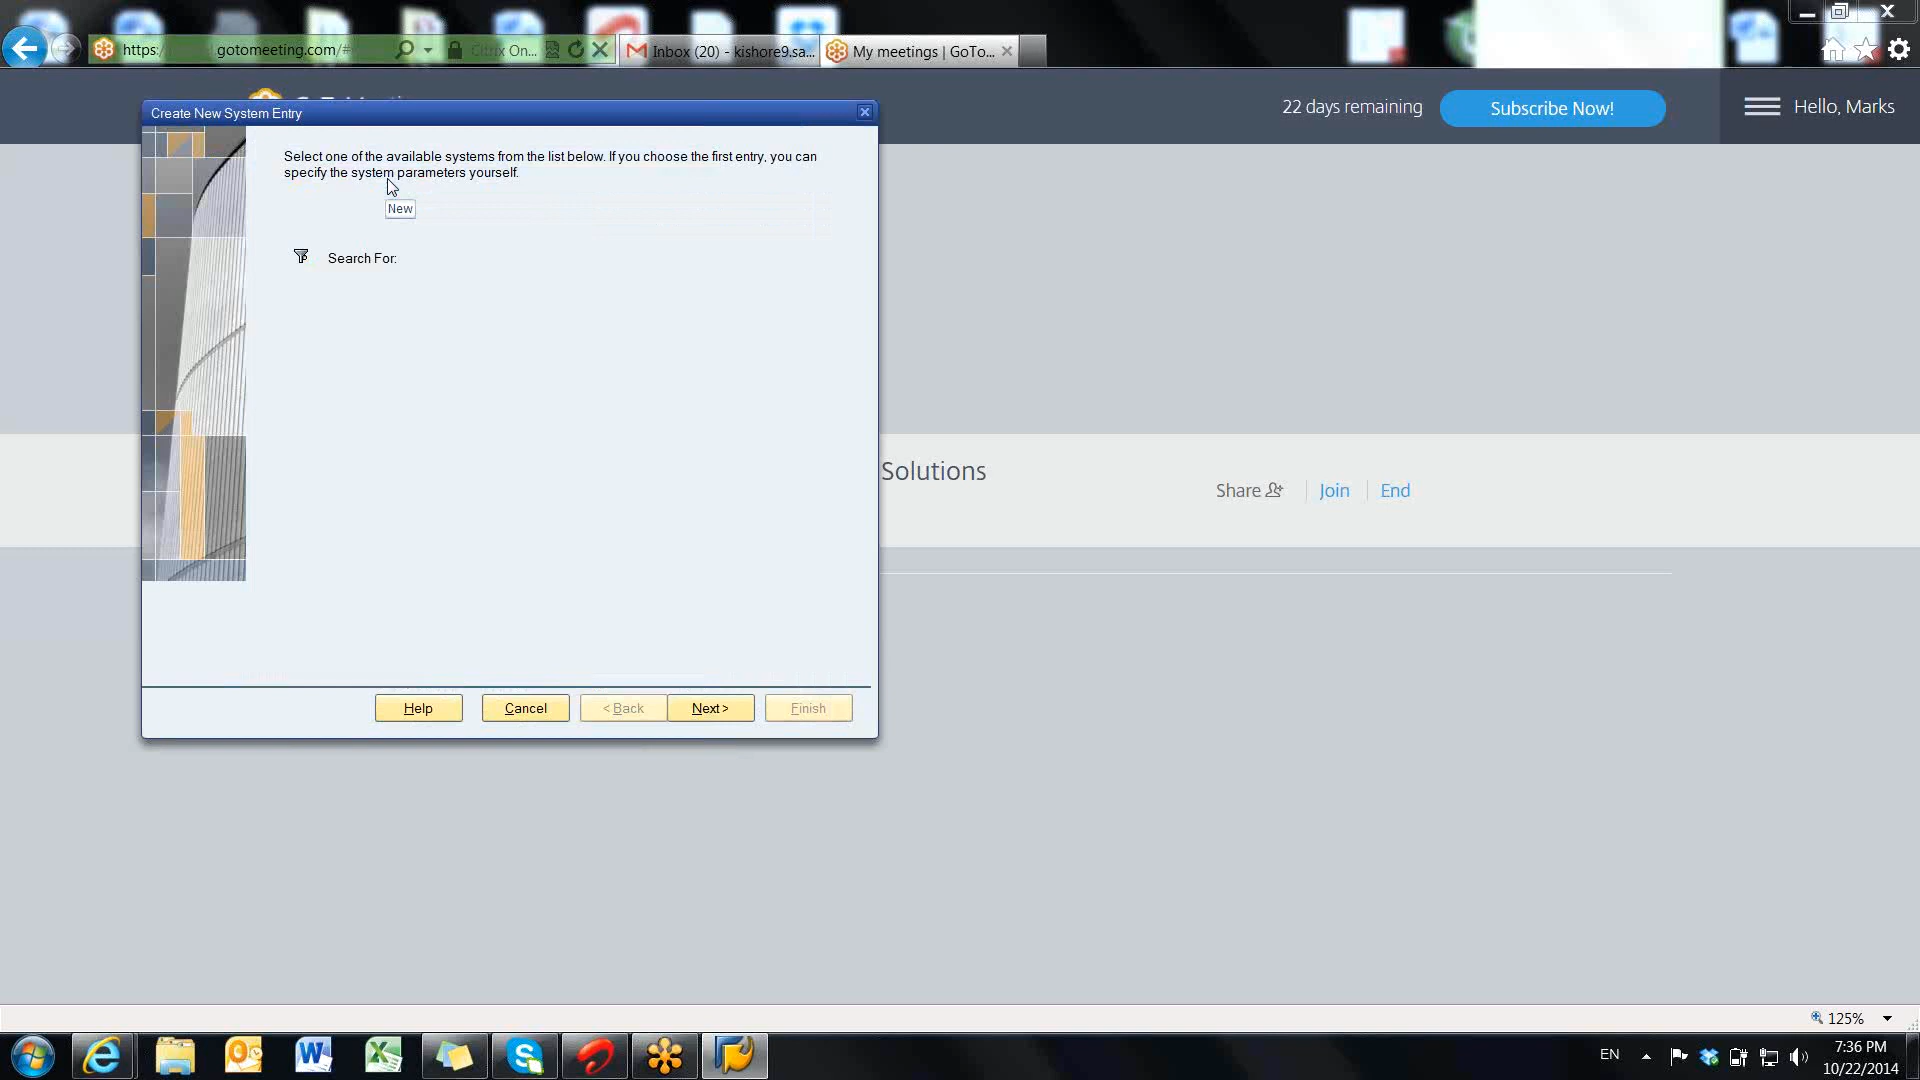 https:
gotomeeting.com/#
Citrix On...
Inbox (20) - kishore9.sa...
My meetings | GoTo...
22 days remaining
Subscribe Now!
Hello, Marks
Create New System Entry
Select one of the available systems from the list below. If you choose the first entry, you can
specify the system parameters yourself.
New
Search For:
Solutions
Share
Join
End
Help
Cancel
< Back
Next >
Finish
125%
EN
7:36 PM
10/22/2014